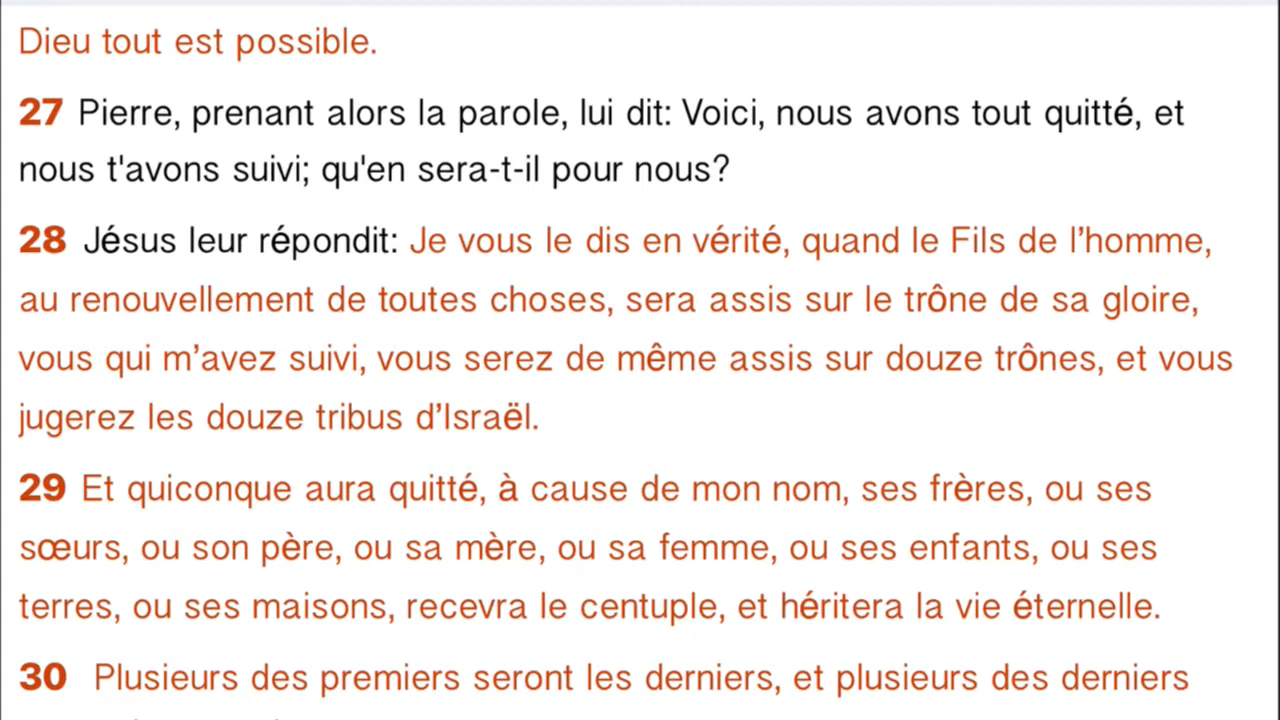 Dieu tout est possible.
27 Pierre, prenant alors la parole, lui dit: Voici, nous avons tout quitté, et
nous t'avons suivi; qu'en sera-t-il pour nous?
28 Jésus leur répondit: Je vous le dis en vérité, quand le Fils de l’homme,
au renouvellement de toutes choses, sera assis sur le trône de sa gloire,
vous qui m’avez suivi, vous serez de même assis sur douze trônes, et vous
jugerez les douze tribus d’Israël.
29 Et quiconque aura quitté, à cause de mon nom, ses frères, ou ses
sœurs, ou son père, ou sa mère, ou sa femme, ou ses enfants, ou ses
terres, ou ses maisons, recevra le centuple, et héritera la vie éternelle.
30 Plusieurs des premiers seront les derniers, et plusieurs des derniers